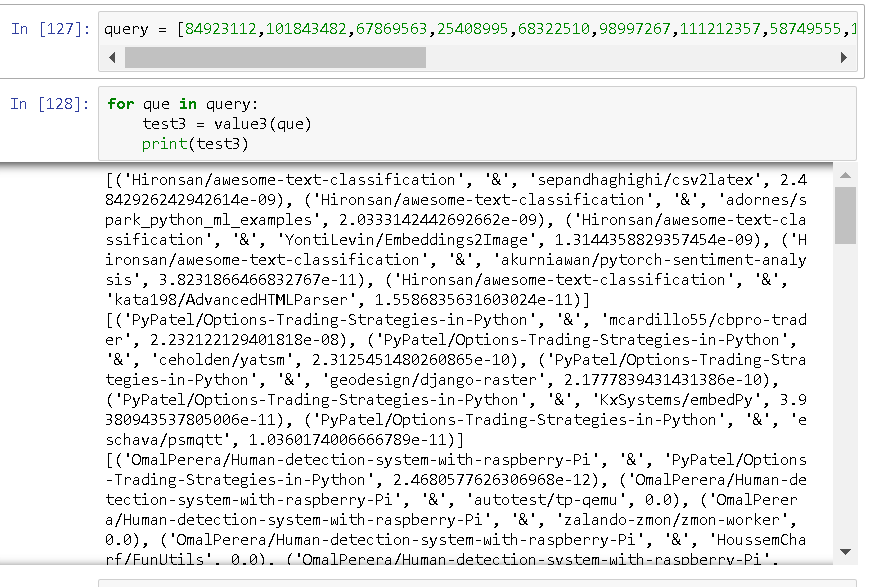 In [127]: query = [84923112,101843482,67869563,25408995,68322510,98997267,111212357,58749555,1
In [128]: for que in query:
test3 = value3(que)
print(test3)
[('Hironsan/awesome-text-classification', '&', 'sepandhaghighi/csv2latex', 2.4
842926242942614e-09), ('Hironsan/awesome-text-classification', '&', 'adornes/s
park_python_ml_examples', 2.0333142442692662e-09), ('Hironsan/awesome-text-cla
ssification', '&', 'YontiLevin/Embeddings2Image', 1.3144358829357454e-09), ('H
ironsan/awesome-text-classification', '&', 'akurniawan/pytorch-sentiment-analy
sis', 3.8231866466832767e-11), ('Hironsan/awesome-text-classification', '&',
'kata198/AdvancedHTMLParser', 1.5586835631603024e-11)]
[('PyPatel/Options-Trading-Strategies-in-Python', '&', 'mcardillo55/cbpro-trad
er', 2.232122129401818e-08), ('PyPatel/Options-Trading-Strategies-in-Python',
'&', 'ceholden/yatsm', 2.3125451480260865e-10), ('PyPatel/Options-Trading-Stra
tegies-in-Python', '&', 'geodesign/django-raster', 2.1777839431431386e-10),
('PyPatel/Options-Trading-Strategies-in-Python', '&', 'KxSystems/embedPy', 3.9
380943537805006e-11), ('PyPatel/Options-Trading-Strategies-in-Python', '&', 'e
schava/psmqtt', 1.0360174006666789e-11)]
[('OmalPerera/Human-detection-system-with-raspberry-Pi', '&', 'PyPatel/Options
-Trading-Strategies-in-Python', 2.4680577626306968e-12), ('OmalPerera/Human-de
tection-system-with-raspberry-Pi', '&', 'autotest/tp-qemu', 0.0), ('OmalPerer
a/Human-detection-system-with-raspberry-Pi', '&', 'zalando-zmon/zmon-worker',
0.0), ('OmalPerera/Human-detection-system-with-raspberry-Pi', '&', 'HoussemCha
rf/FunUtils', 0.0), ('OmalPerera/Human-detection-system-with-raspberry-Pi',